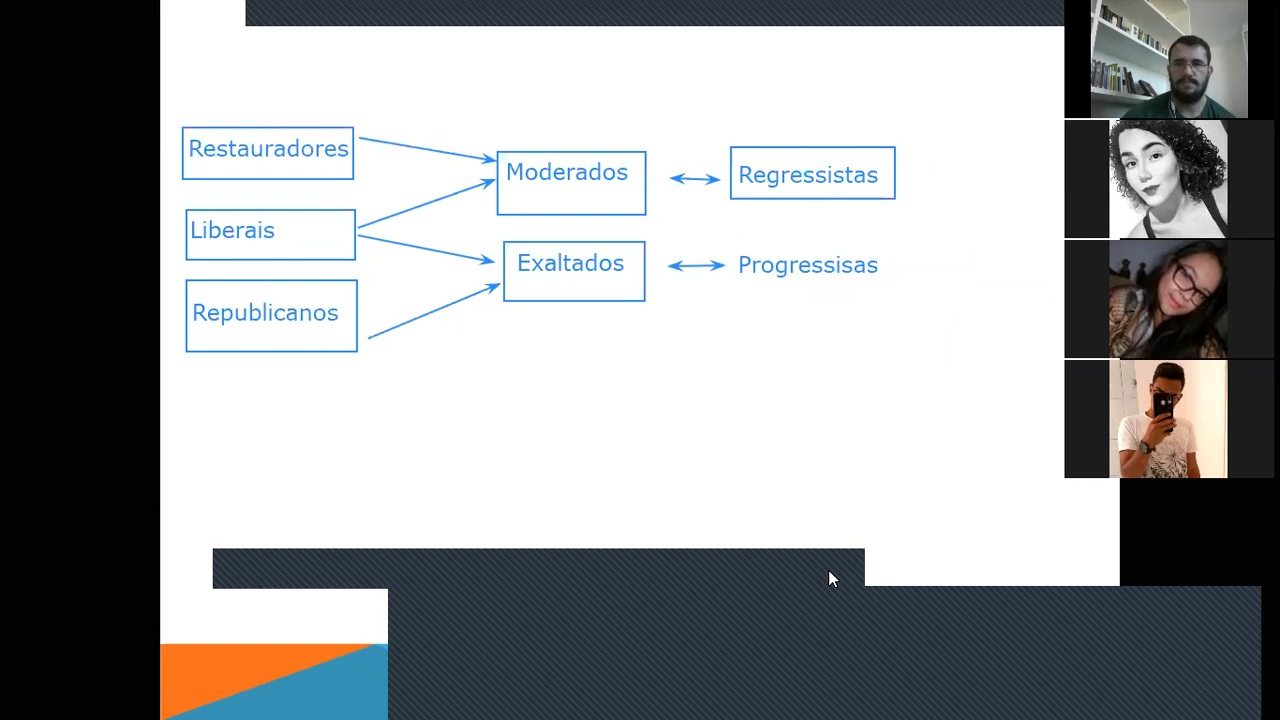 Restauradores
Moderados
Regressistas
Liberais
Exaltados
Progressisas
Republicanos